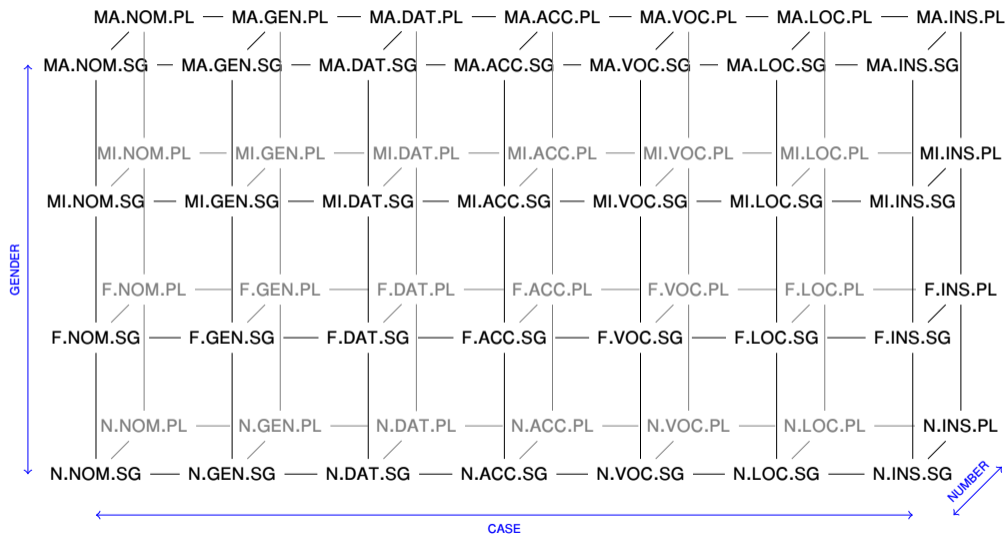 MA.NOM.PL MA.GEN.PL MA.DAT.PL MA.ACC.PL MA.VOC.PL MA.LOC.PL MA.INS.PL
MA.NOM.SG MA.GEN.SG MA.DAT.SG MA.ACC.SG MA.VOC.SG MA.LOC.SG MA.INS.SG
MI.NOM.PL MI.GEN.PL MI.DAT.PL MI.ACC.PL MI.VOC.PL MI.LOC.PL MI.INS.PL
MI.NOM.SG MI.GEN.SG MI.DAT.SG MI.ACC.SG MI.VOC.SG MI.LOC.SG MI.INS.SG
GENDER
F.NOM.PL F.GEN.PL F.DAT.PL F.ACC.PL F.VOC.PL F.LOC.PL F.INS.PL
F.NOM.SG F.GEN.SG F.DAT.SG F.ACC.SG F.VOC.SG F.LOC.SG F.INS.SG
N.NOM.PL N.GEN.PL N.DAT.PL N.ACC.PL N.VOC.PL N.LOC.PL N.INS.PL
N.NOM.SG N.GEN.SG N.DAT.SG N.ACC.SG N.VOC.SG N.LOC.SG N.INS.SG
NUMBER
CASE